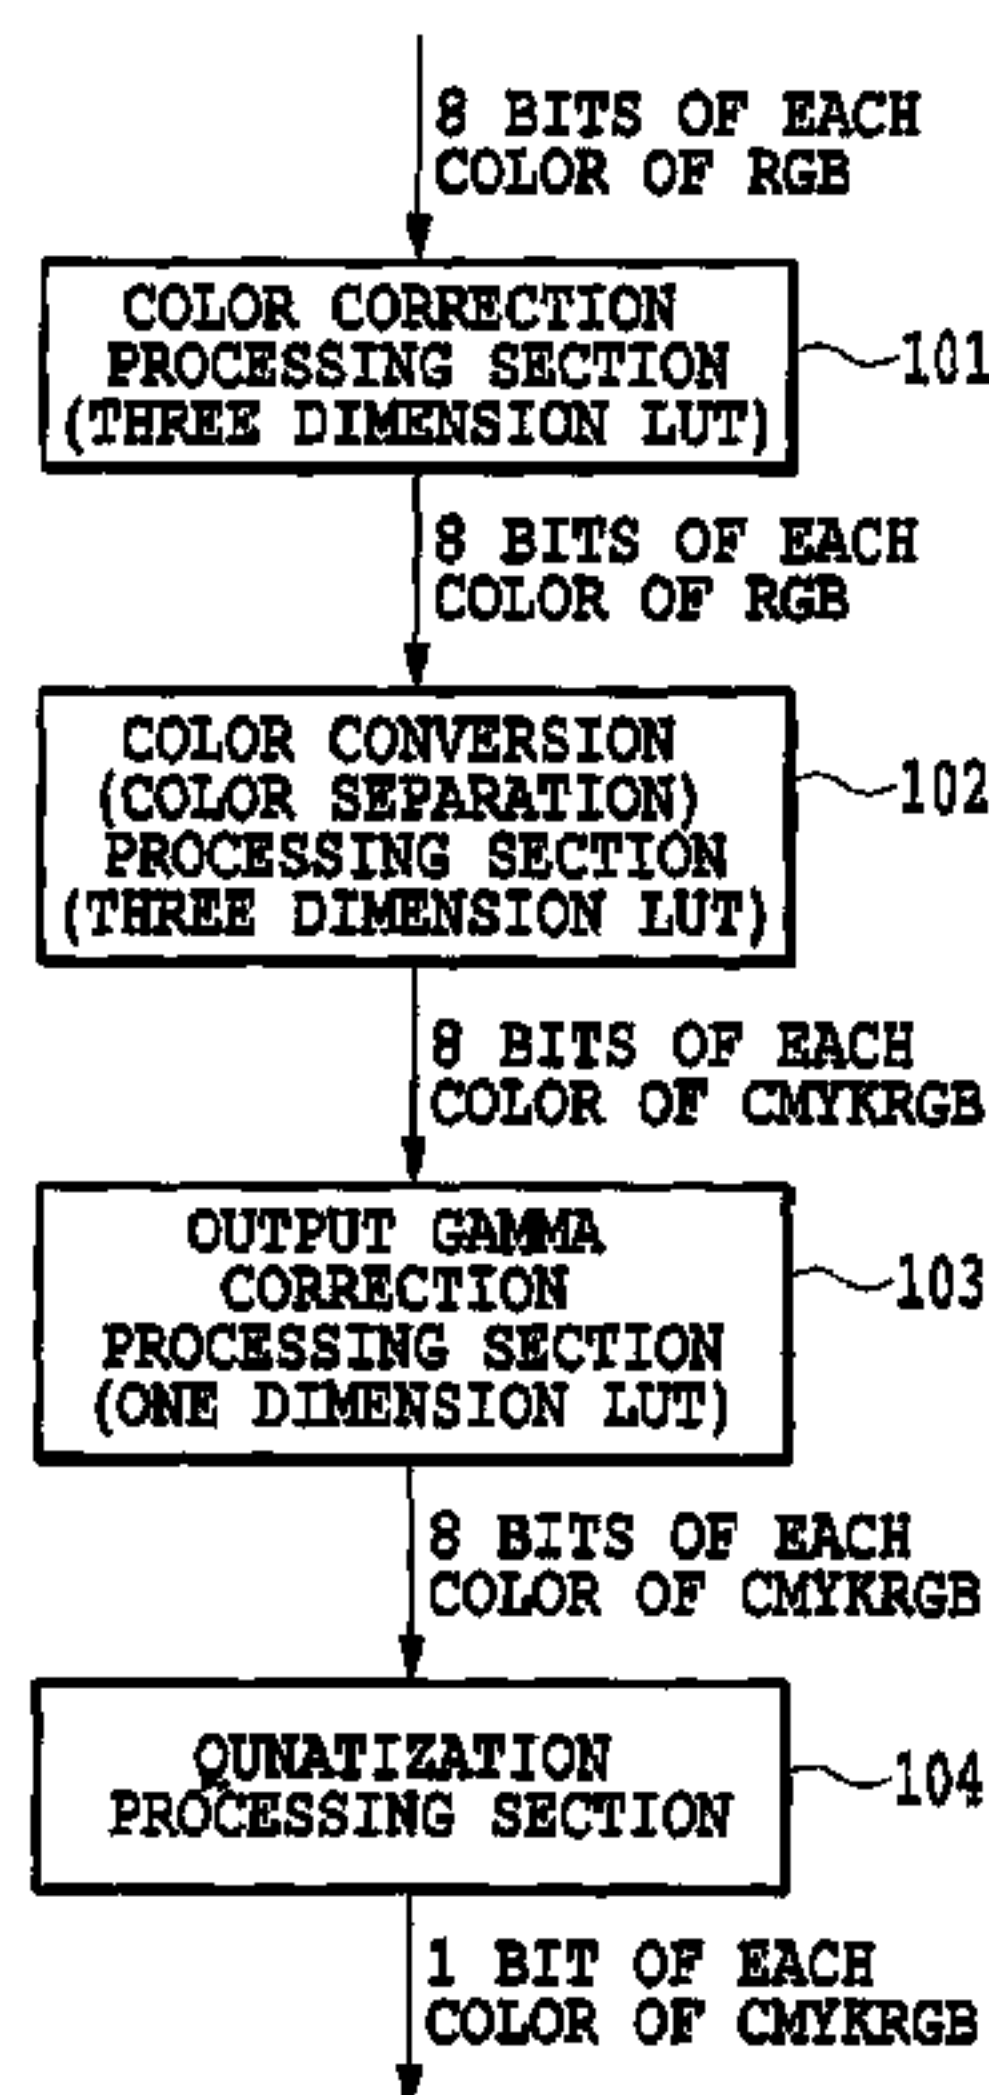 8 BITS OF EACH
COLOR OF RGB
COLOR CORRECTION
PROCESSING SECTION
(THREE DIMENSION LUT)
101
8 BITS OF EACH
COLOR OF RGB
COLOR CONVERSION
(COLOR SEPARATION)
PROCESSING SECTION
(THREE DIMENSION LUT)
102
8 BITS OF EACH
COLOR OF CMYKRGB
OUTPUT GAMMA
CORRECTION
PROCESSING SECTION
(ONE DIMENSION LUT)
103
8 BITS OF EACH
COLOR OF CMYKRGB
QUNATIZATION
PROCESSING SECTION
104
1 BIT OF EACH
COLOR OF CMYKRGB